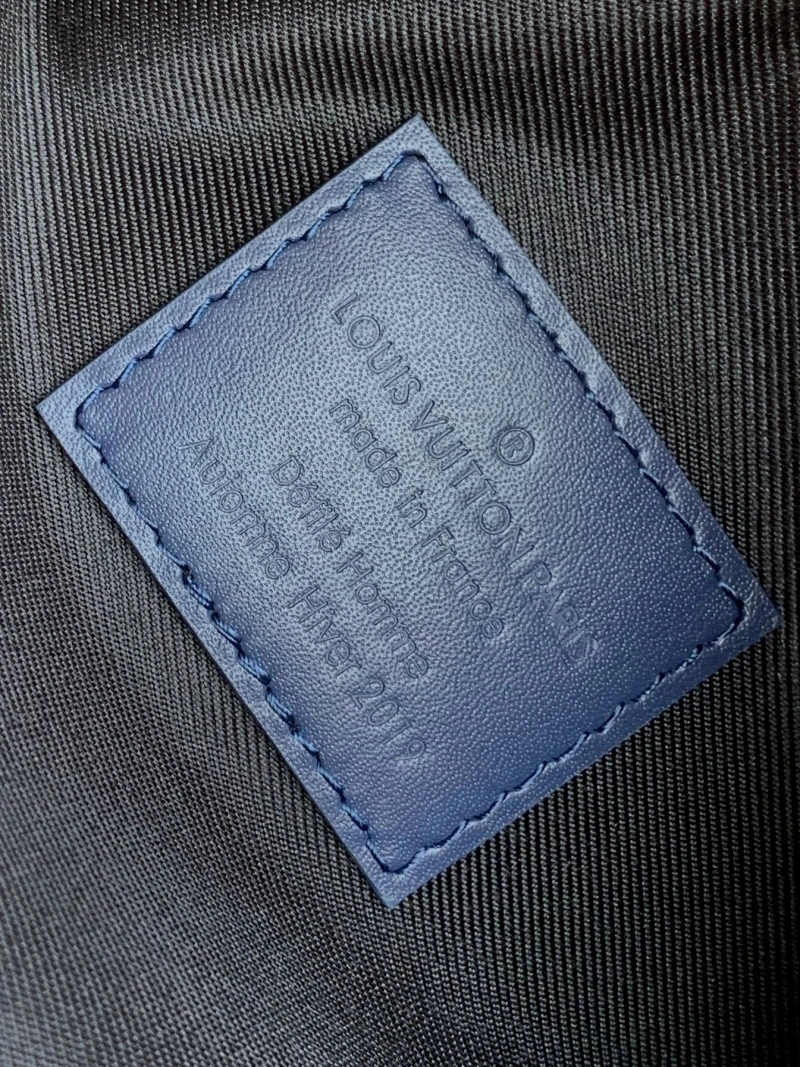 ®
LOUIS VUITTON PARIS
made in France
Défilé Homme
Automne Hiver 2019